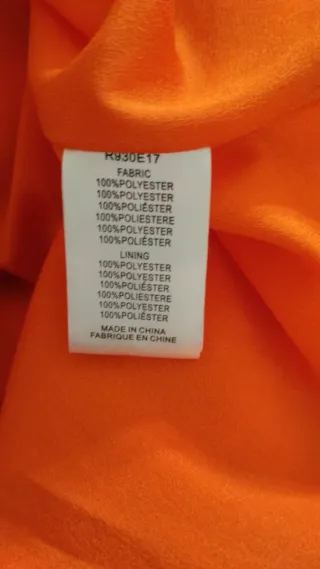 R930E17
FABRIC
100%POLYESTER
100%POLYESTER
100%POLIÉSTER
100%POLIESTERE
100%POLYESTER
100%POLIÉSTER
LINING
100%POLYESTER
100%POLYESTER
100%POLIÉSTER
100%POLIESTERE
100%POLYESTER
100%POLIÉSTER
MADE IN CHINA
FABRIQUE EN CHINE